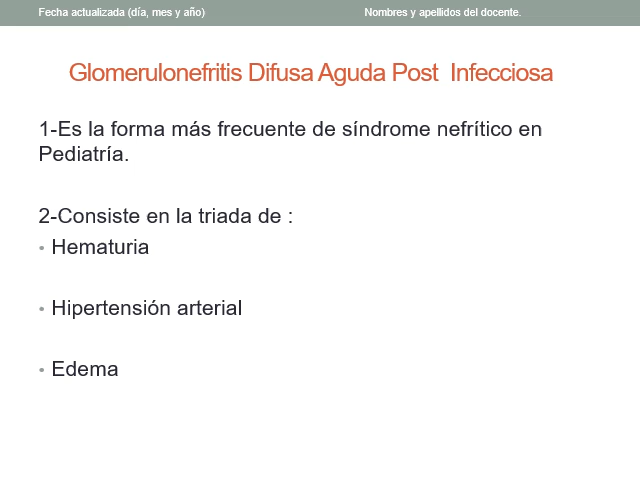 Fecha actualizada (día, mes y año)
Nombres y apellidos del docente.
Glomerulonefritis Difusa Aguda Post  Infecciosa
1-Es la forma más frecuente de síndrome nefrítico en
Pediatría.
2-Consiste en la triada de :
• Hematuria
• Hipertensión arterial
• Edema